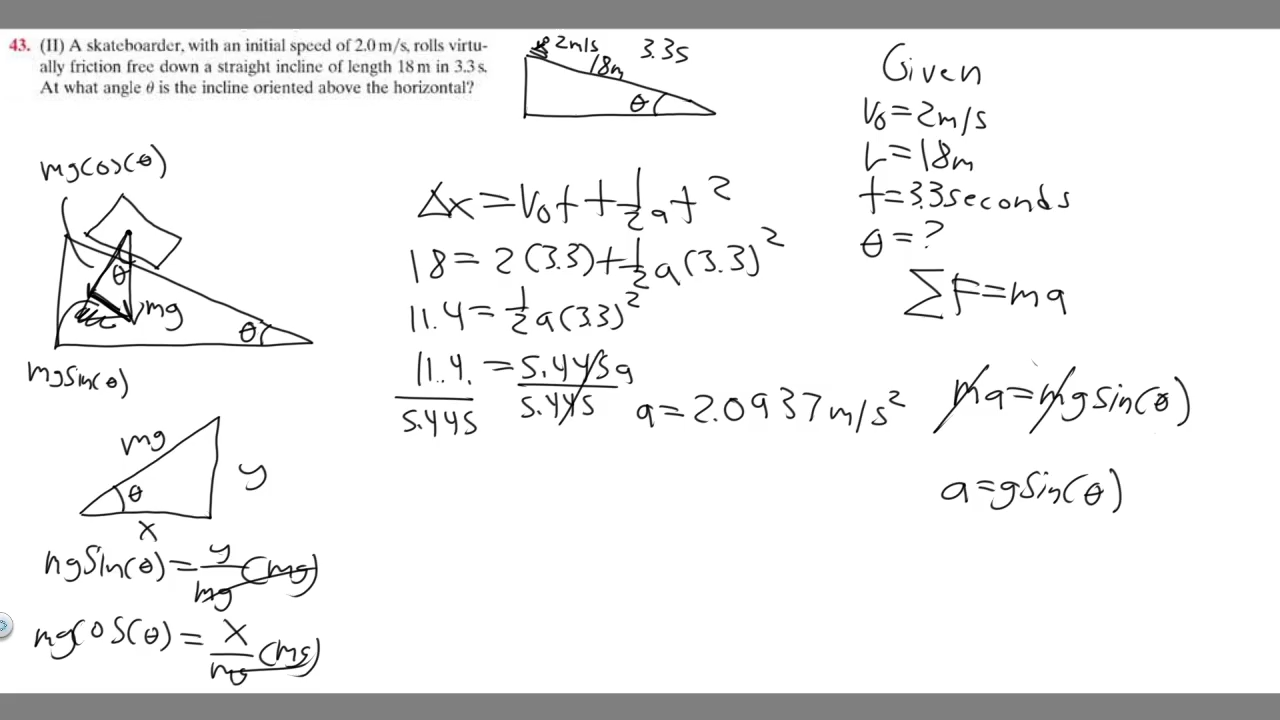 43. (II) A skateboarder, with an initial speed of 2.0 m/s, rolls virtu-
ally friction free down a straight incline of length 18 m in 3.3 s.
At what angle θ is the incline oriented above the horizontal?
2m/s
3.3s
18m
θ
Given
V₀=2m/s
L=18m
t=3.3seconds
θ=?
ΣF=ma
ma=mgsin(θ)
a=gsin(θ)
mgcos(θ)
θ
mg
θ
mgsin(θ)
Δx=V₀t+½at²
18=2(3.3)+½a(3.3)²
11.4=½a(3.3)²
11.4.=5.445a
5.445 5.445
a=2.0937m/s²
mg
θ
y
x
mgsin(θ)=y/mg(mg)
mgcos(θ)=x/mg(mg)